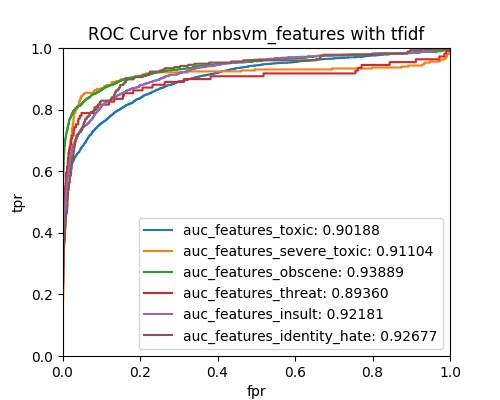 ROC Curve for nbsvm_features with tfidf
1.0
0.8
0.6
0.4
0.2
0.0
tpr
auc_features_toxic: 0.90188
auc_features_severe_toxic: 0.91104
auc_features_obscene: 0.93889
auc_features_threat: 0.89360
auc_features_insult: 0.92181
auc_features_identity_hate: 0.92677
0.0 0.2 0.4 0.6 0.8 1.0
fpr